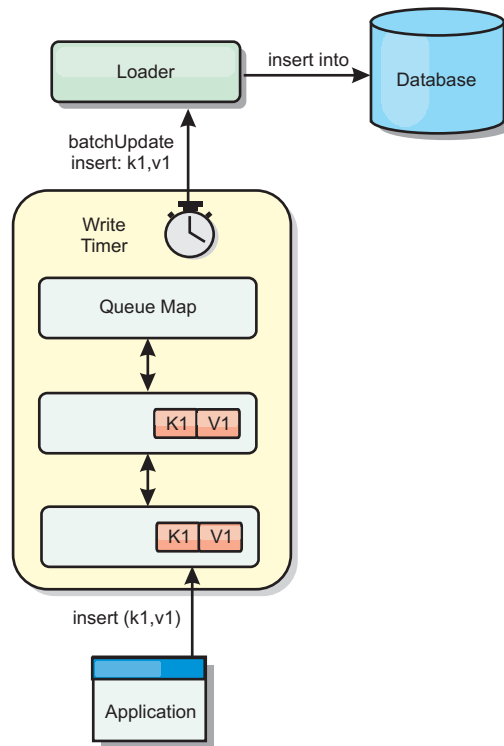 Loader
insert into
Database
batchUpdate
insert: k1,v1
Write
Timer
Queue Map
K1 V1
K1 V1
insert (k1,v1)
Application